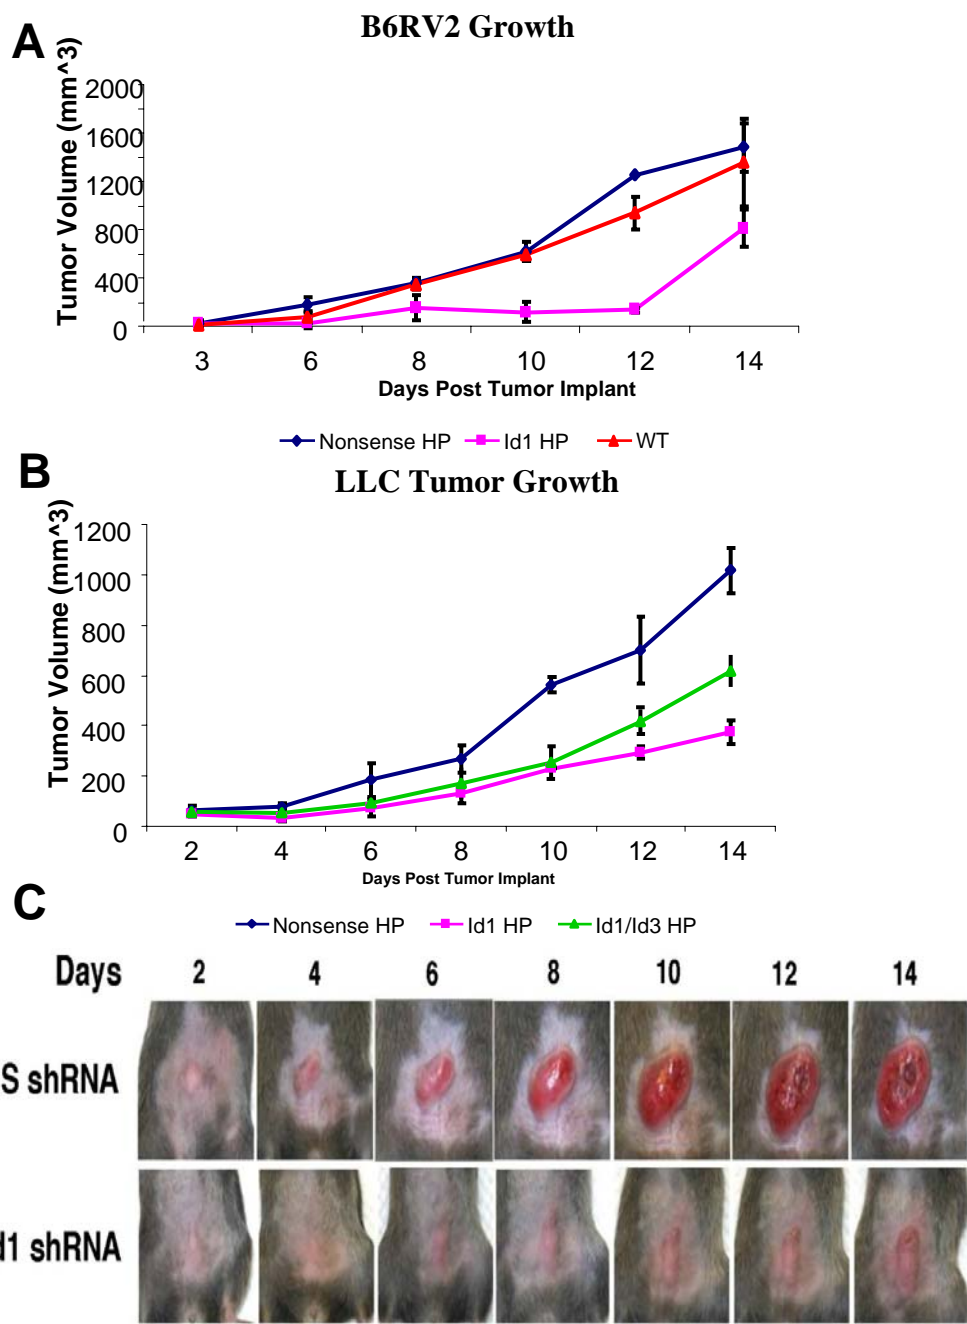 A
B6RV2 Growth
Tumor Volume (mm^3)
2000
1600
1200
800
400
0
3 6 8 10 12 14
Days Post Tumor Implant
Nonsense HP Id1 HP WT
B
LLC Tumor Growth
Tumor Volume (mm^3)
1200
1000
800
600
400
200
0
2 4 6 8 10 12 14
Days Post Tumor Implant
C
Nonsense HP Id1 HP Id1/Id3 HP
Days 2 4 6 8 10 12 14
S shRNA
d1 shRNA